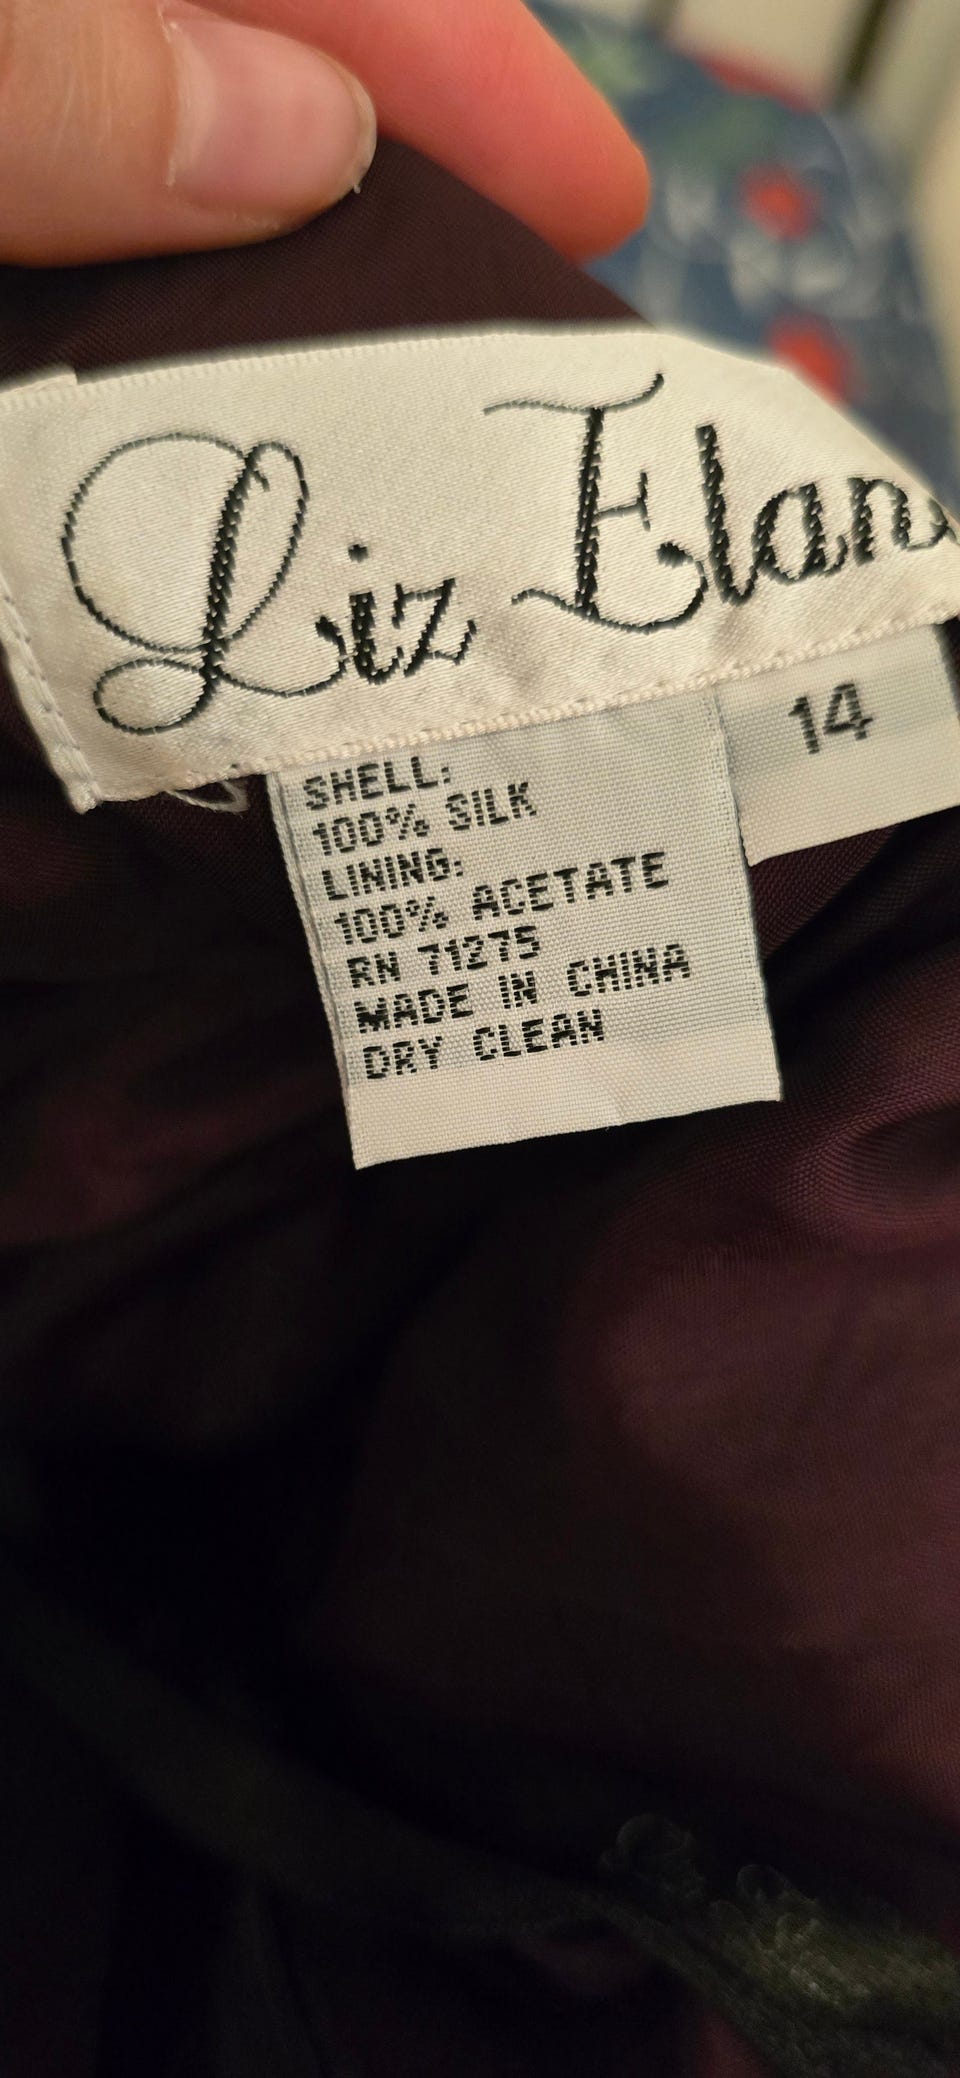 Liz Elan
14
SHELL:
100% SILK
LINING:
100% ACETATE
RN 71275
MADE IN CHINA
DRY CLEAN